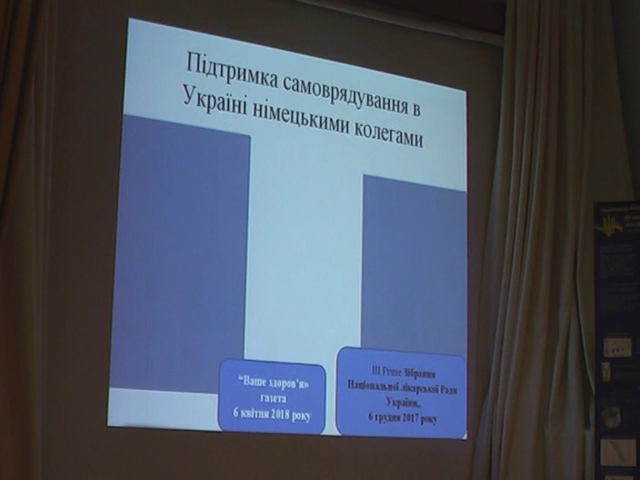 Підтримка самоврядування в
Україні німецькими колегами
“Ваше здоров’я»
газета
6 квітня 2018 року
ІІІ Зібрання
Національної лікарської Ради
України,,
6 грудня 2017 року